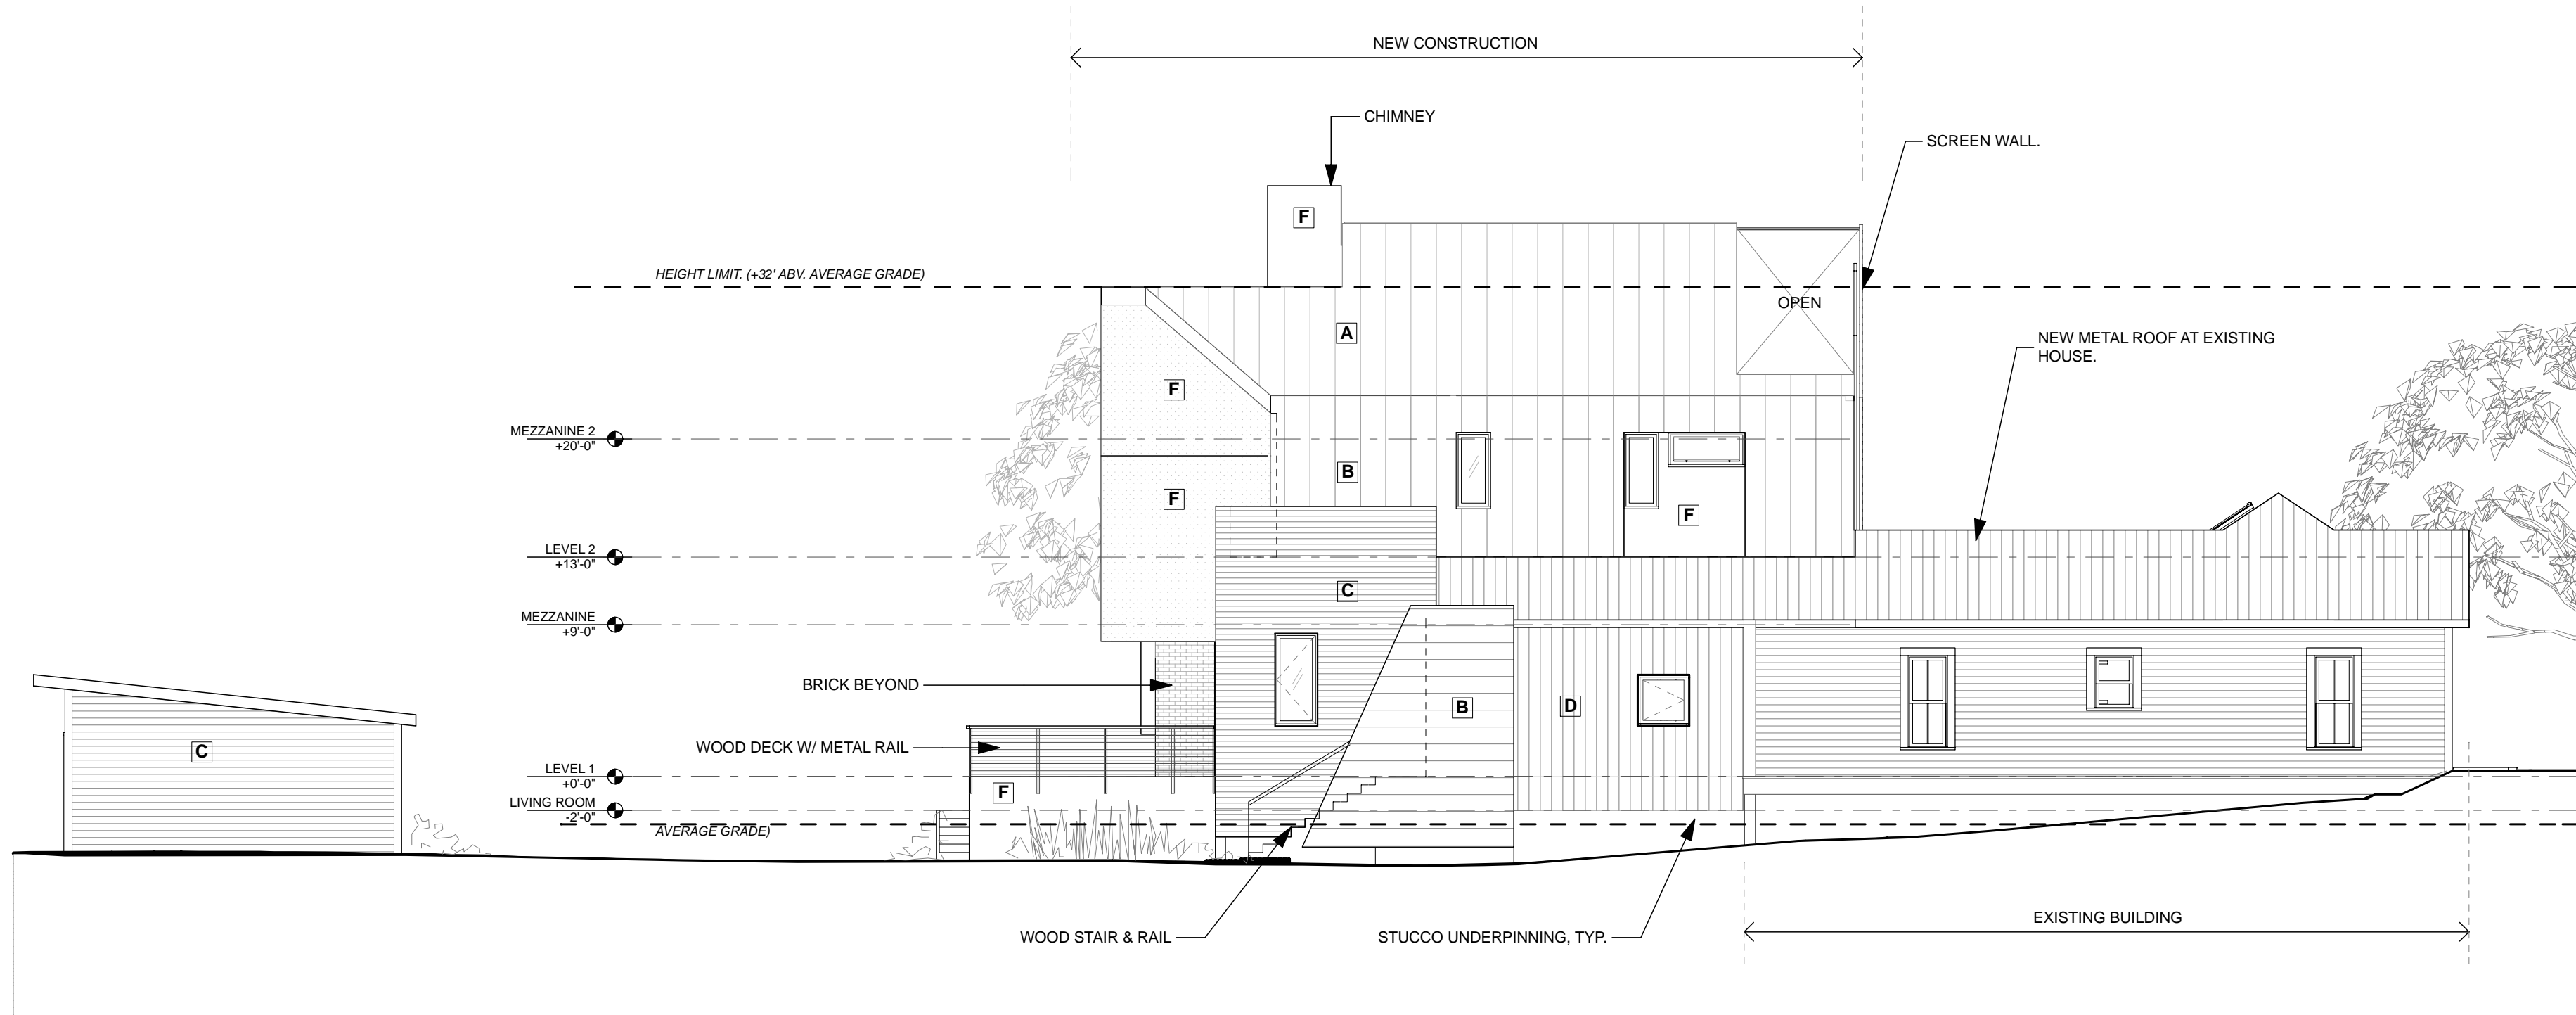 NEW CONSTRUCTION
CHIMNEY
SCREEN WALL.
F
HEIGHT LIMIT. (+32' ABV. AVERAGE GRADE)
OPEN
A
NEW METAL ROOF AT EXISTING
HOUSE.
F
MEZZANINE 2
+20'-0"
B
F
F
LEVEL 2
+13'-0"
C
MEZZANINE
+9'-0"
BRICK BEYOND
B
D
WOOD DECK W/ METAL RAIL
C
LEVEL 1
+0'-0"
F
LIVING ROOM
-2'-0"
AVERAGE GRADE)
EXISTING BUILDING
WOOD STAIR & RAIL
STUCCO UNDERPINNING, TYP.